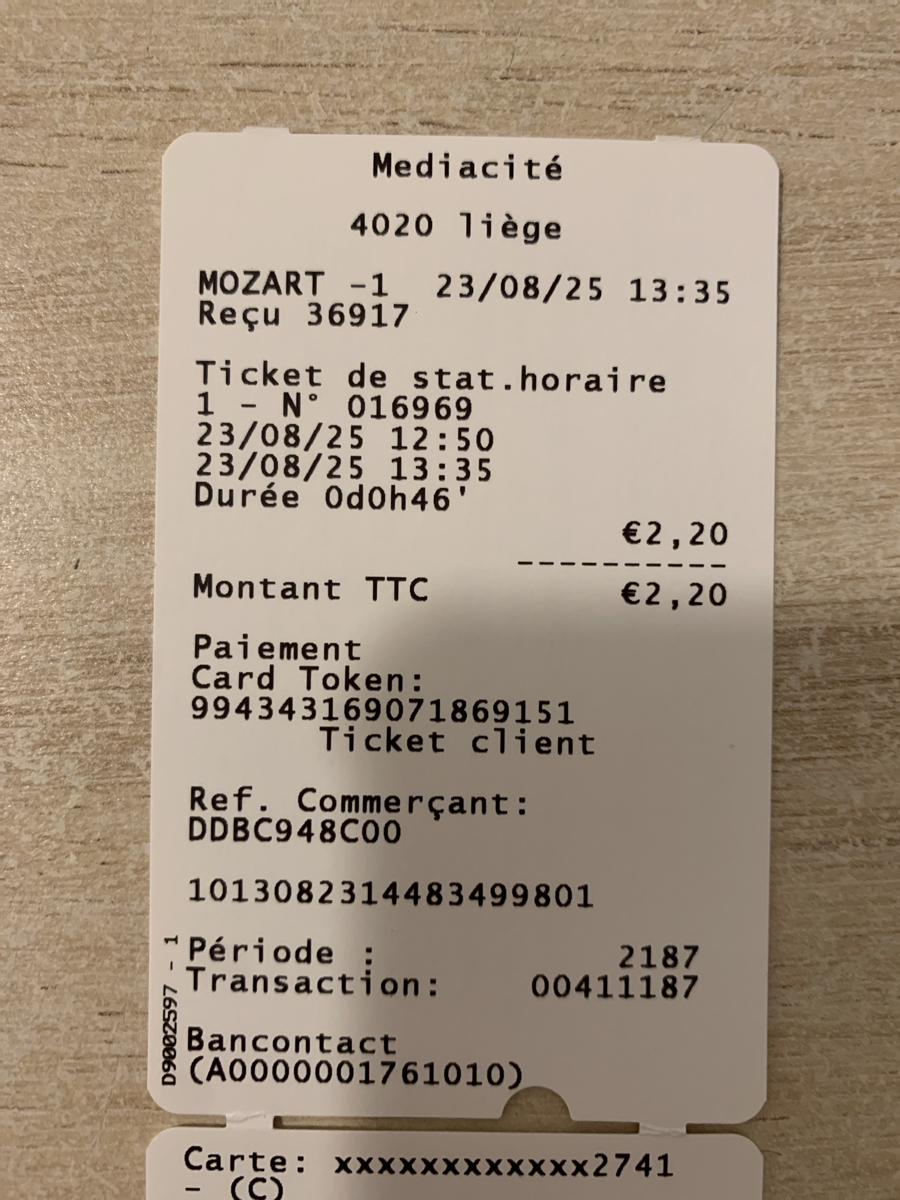 Mediacité
4020 liège
MOZART -1 23/08/25 13:35
Reçu 36917
Ticket de stat.horaire
1 - N° 016969
23/08/25 12:50
23/08/25 13:35
Durée 0d0h46'
€2,20
----------
Montant TTC €2,20
Paiement
Card Token:
994343169071869151
Ticket client
Ref. Commerçant:
DDBC948C00
1013082314483499801
Période : 2187
Transaction: 00411187
Bancontact
(A0000001761010)
D9002597 - 1
Carte: xxxxxxxxxxxx2741
- (C)